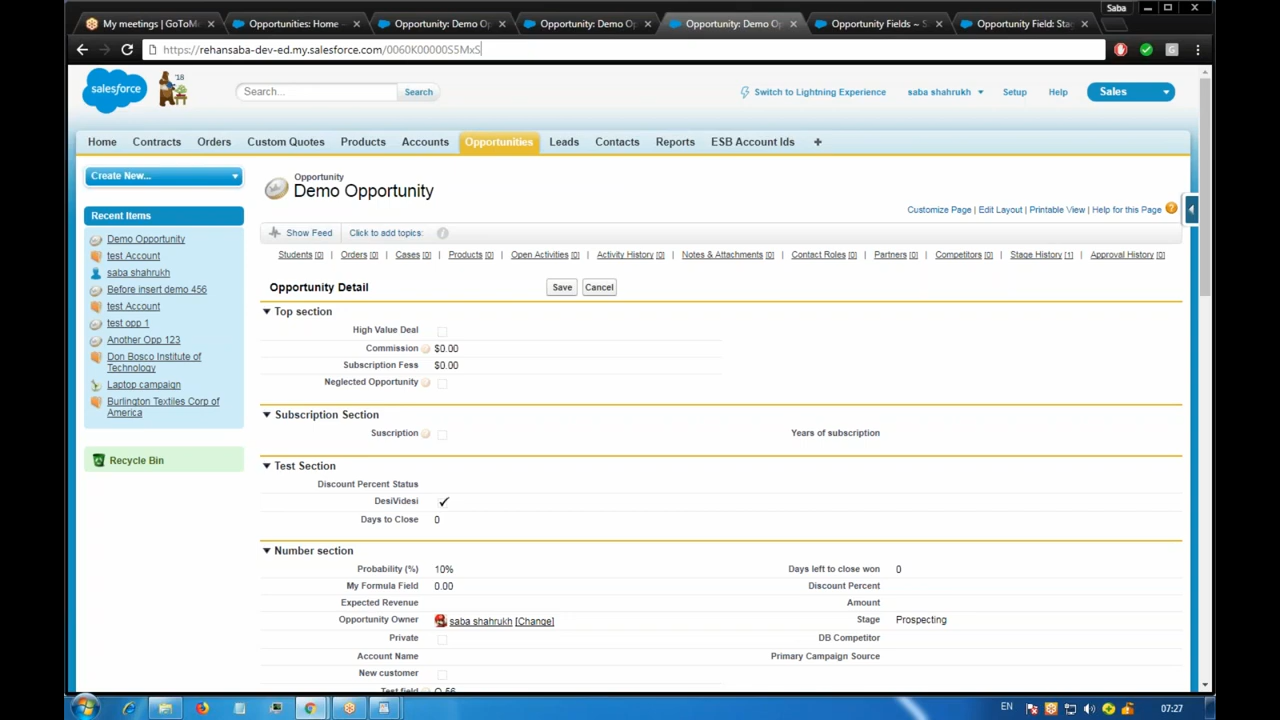 Saba
My meetings | GoToMe
Opportunities: Home ~
Opportunity: Demo Op
Opportunity: Demo Op
Opportunity: Demo Op
Opportunity Fields ~ S
Opportunity Field: Stag
https://rehansaba-dev-ed.my.salesforce.com/0060K00000S5MxS
salesforce
'18
Search...
Search
Switch to Lightning Experience
saba shahrukh
Setup
Help
Sales
Home
Contracts
Orders
Custom Quotes
Products
Accounts
Opportunities
Leads
Contacts
Reports
ESB Account Ids
+
Create New...
Recent Items
Demo Opportunity
test Account
saba shahrukh
Before insert demo 456
test Account
test opp 1
Another Opp 123
Don Bosco Institute of
Technology
Laptop campaign
Burlington Textiles Corp of
America
Recycle Bin
Opportunity
Demo Opportunity
Customize Page | Edit Layout | Printable View | Help for this Page
Show Feed
Click to add topics:
Students [0] | Orders [0] | Cases [0] | Products [0] | Open Activities [0] | Activity History [0] | Notes & Attachments [0] | Contact Roles [0] | Partners [0] | Competitors [0] | Stage History [1] | Approval History [0]
Opportunity Detail
Save
Cancel
Top section
High Value Deal
Commission $0.00
Subscription Fess $0.00
Neglected Opportunity
Subscription Section
Suscription
Years of subscription
Test Section
Discount Percent Status
DesiVidesi
Days to Close 0
Number section
Probability (%) 10%
Days left to close won 0
My Formula Field 0.00
Discount Percent
Expected Revenue
Amount
Opportunity Owner saba shahrukh [Change]
Stage Prospecting
Private
DB Competitor
Account Name
Primary Campaign Source
New customer
Test field O-56
EN
07:27